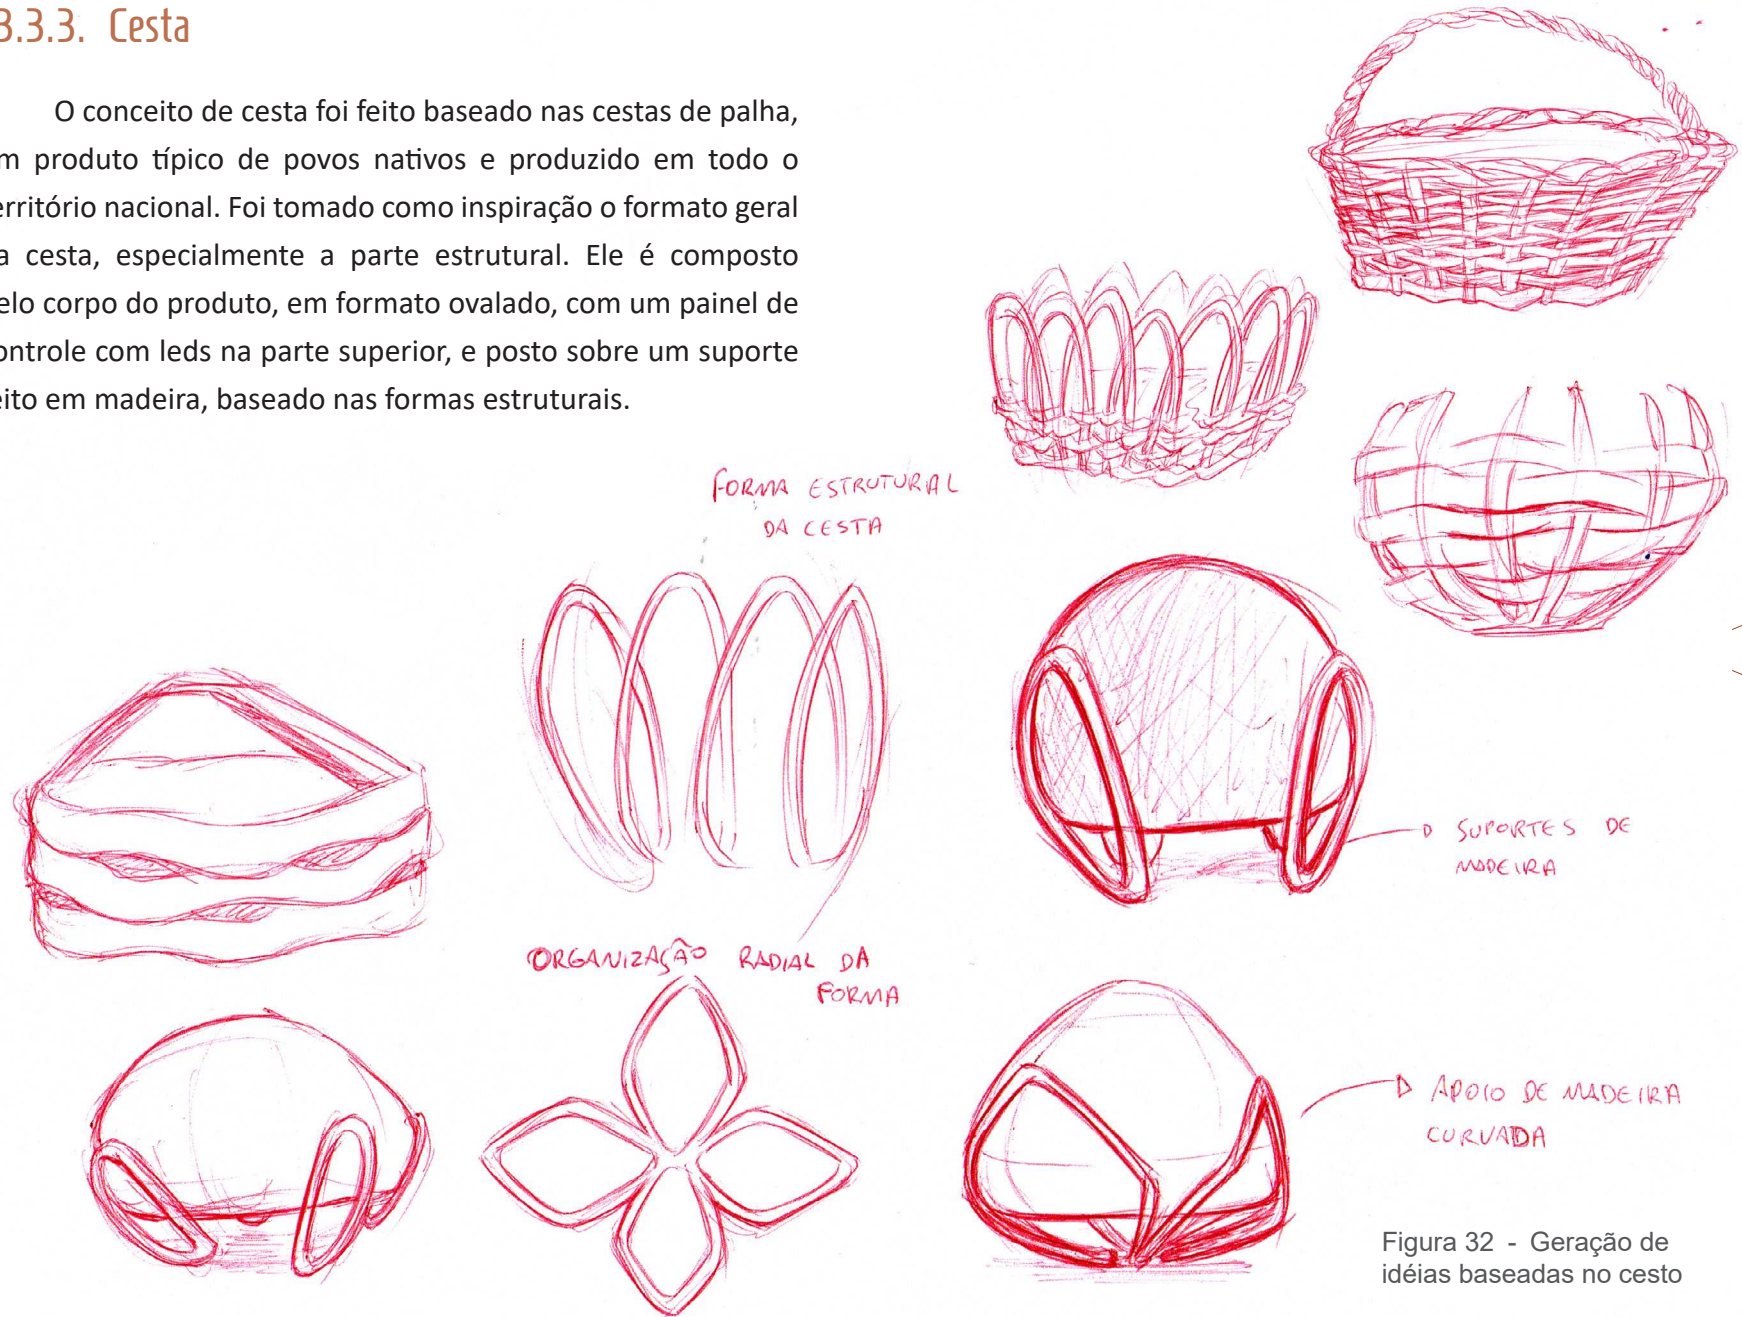 3.3.3. Cesta
O conceito de cesta foi feito baseado nas cestas de palha,
m produto típico de povos nativos e produzido em todo o
erritório nacional. Foi tomado como inspiração o formato geral
a cesta, especialmente a parte estrutural. Ele é composto
elo corpo do produto, em formato ovalado, com um painel de
ontrole com leds na parte superior, e posto sobre um suporte
eito em madeira, baseado nas formas estruturais.
FORMA ESTRUTURAL
DA CESTA
SUPORTES DE
MADEIRA
ORGANIZAÇÃO RADIAL DA
FORMA
APOIO DE MADEIRA
CURVADA
Figura 32 - Geração de
idéias baseadas no cesto